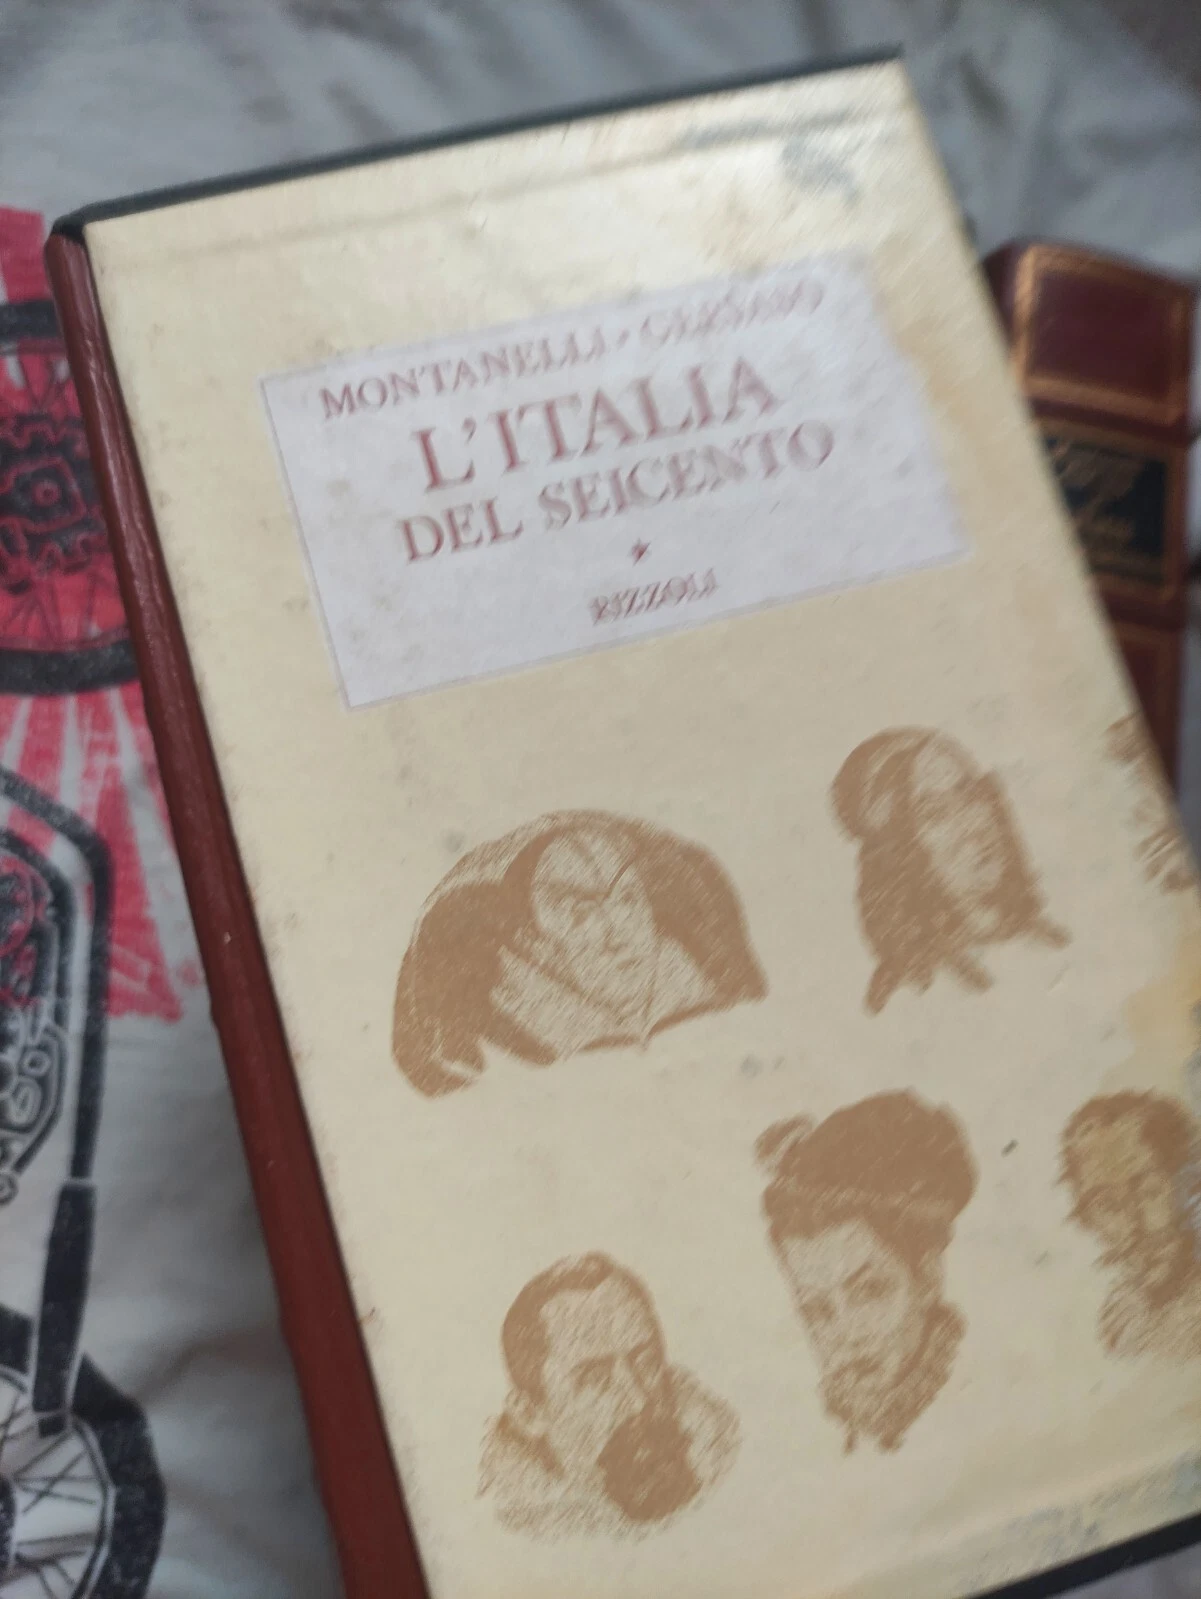 MONTANELLI - GERVASO
L'ITALIA
DEL SEICENTO
RIZZOLI